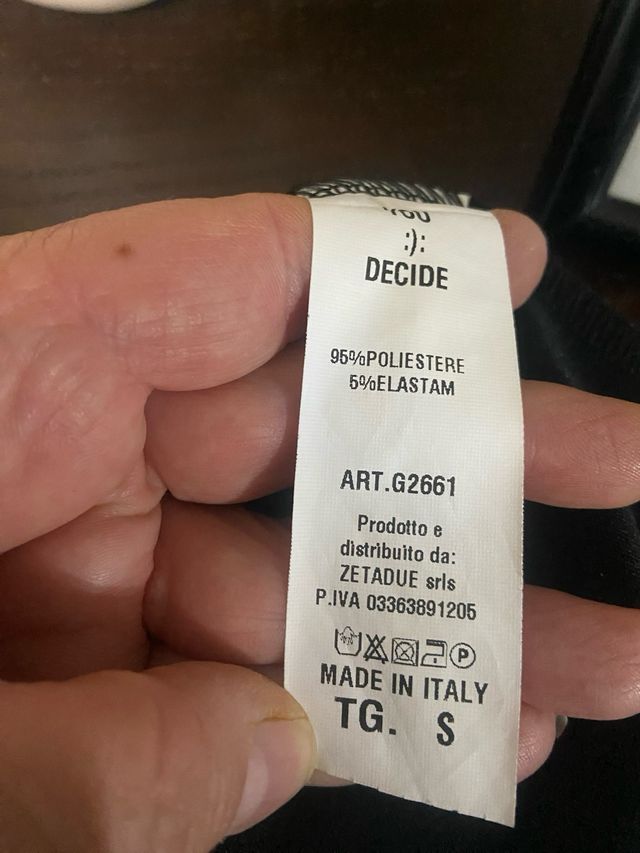 :):
DECIDE
95%POLIESTERE
5%ELASTAM
ART.G2661
Prodotto e
distribuito da:
ZETADUE srls
P.IVA 03363891205
P
MADE IN ITALY
TG. S